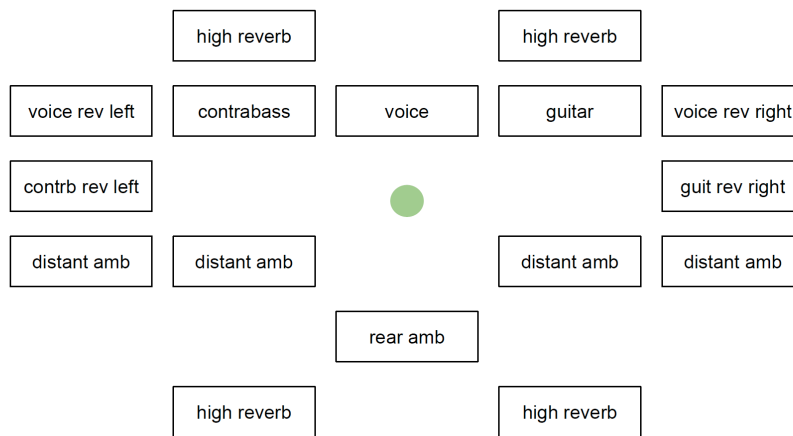 high reverb
high reverb
voice rev left
contrabass
voice
guitar
voice rev right
contrb rev left
guit rev right
distant amb
distant amb
distant amb
distant amb
rear amb
high reverb
high reverb